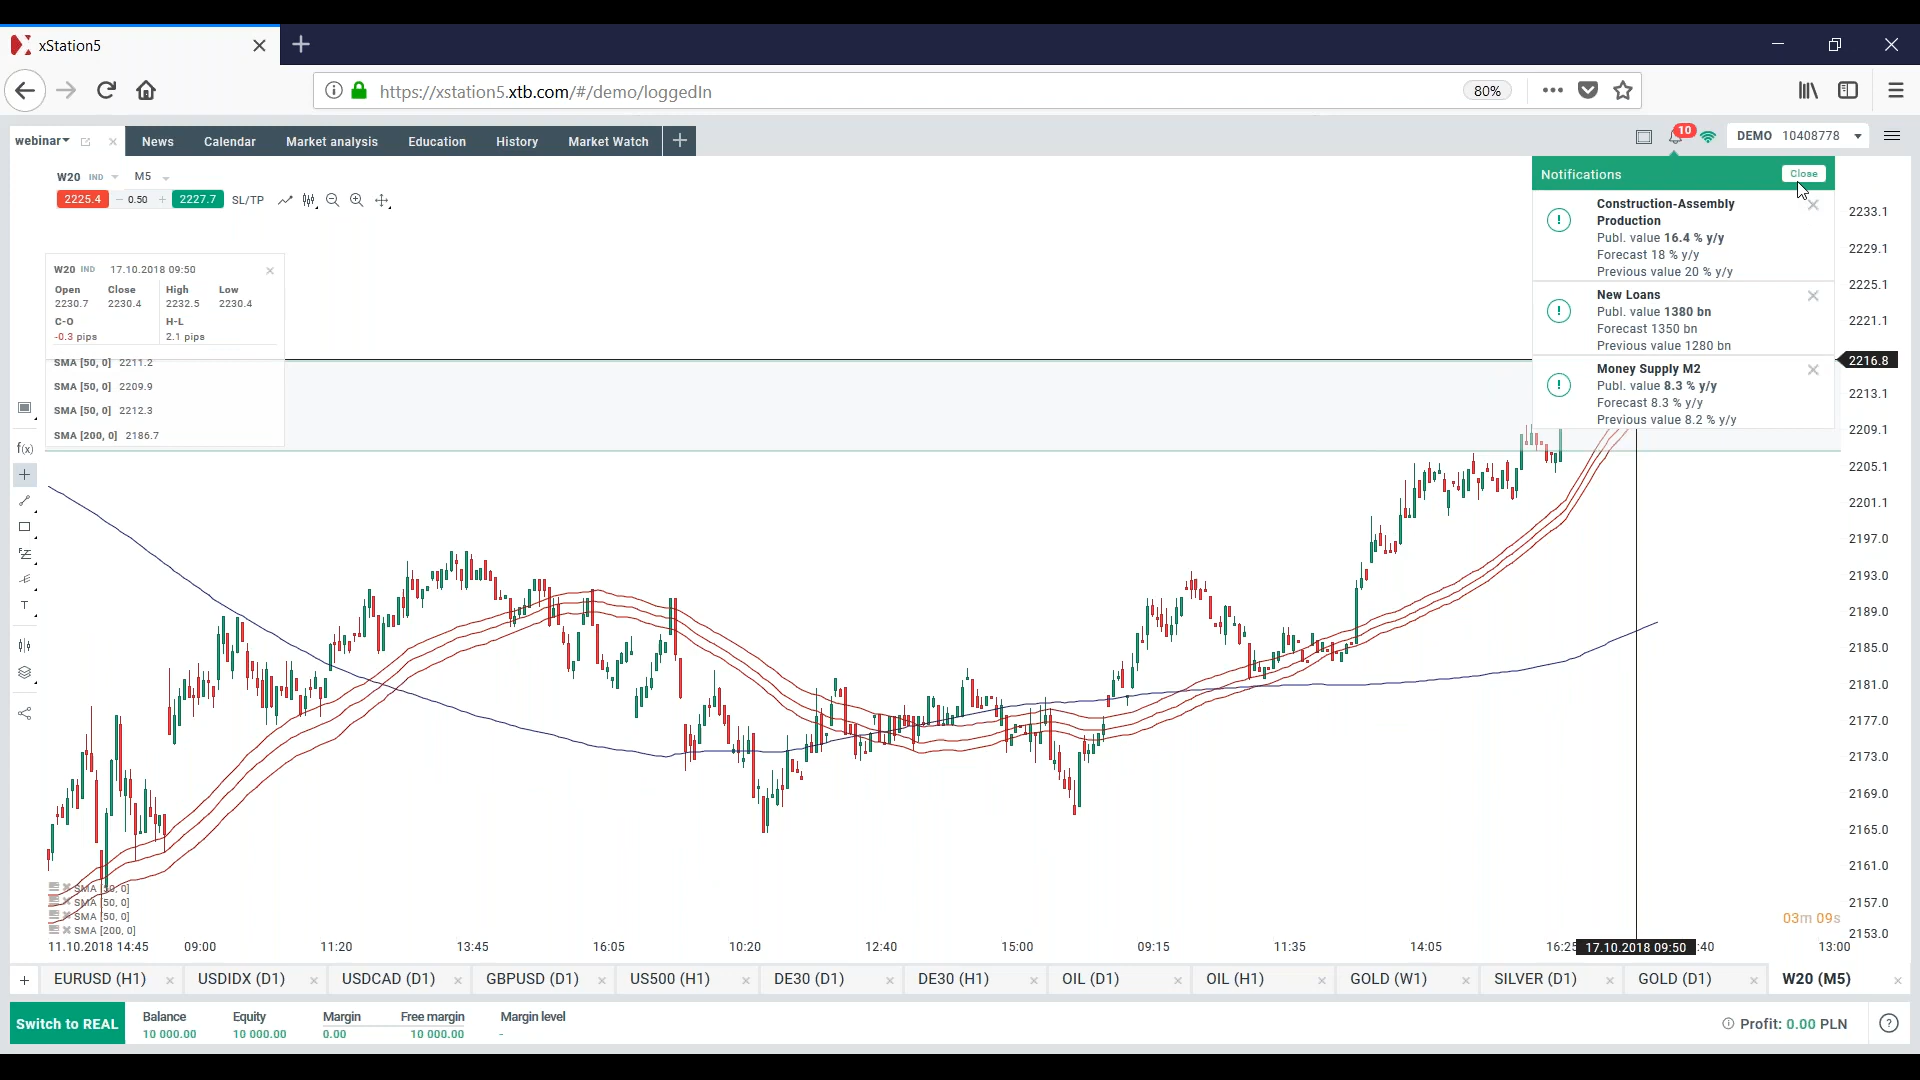 xStation5
https://xstation5.xtb.com/#/demo/loggedIn
80%
webinar
News
Calendar
Market analysis
Education
History
Market Watch
10
DEMO 10408778
W20 IND
M5
2225.4
0.50
2227.7
SL/TP
Notifications
Close
Construction-Assembly
Production
Publ. value 16.4 % y/y
Forecast 18 % y/y
Previous value 20 % y/y
New Loans
Publ. value 1380 bn
Forecast 1350 bn
Previous value 1280 bn
Money Supply M2
Publ. value 8.3 % y/y
Forecast 8.3 % y/y
Previous value 8.2 % y/y
W20 IND 17.10.2018 09:50
Open Close High Low
2230.7 2230.4 2232.5 2230.4
C-O H-L
-0.3 pips 2.1 pips
SMA [50, 0] 2211.2
SMA [50, 0] 2209.9
SMA [50, 0] 2212.3
SMA [200, 0] 2186.7
f(x)
T
2233.1
2229.1
2225.1
2221.1
2216.8
2213.1
2209.1
2205.1
2201.1
2197.0
2193.0
2189.0
2185.0
2181.0
2177.0
2173.0
2169.0
2165.0
2161.0
2157.0
2153.0
SMA [50, 0]
SMA [50, 0]
SMA [50, 0]
SMA [200, 0]
03m 09s
11.10.2018 14:45 09:00 11:20 13:45 16:05 10:20 12:40 15:00 09:15 11:35 14:05 16:25 17.10.2018 09:50 :40 13:00
EURUSD (H1)
USDIDX (D1)
USDCAD (D1)
GBPUSD (D1)
US500 (H1)
DE30 (D1)
DE30 (H1)
OIL (D1)
OIL (H1)
GOLD (W1)
SILVER (D1)
GOLD (D1)
W20 (M5)
Switch to REAL
Balance Equity Margin Free margin Margin level
10 000.00 10 000.00 0.00 10 000.00 -
Profit: 0.00 PLN